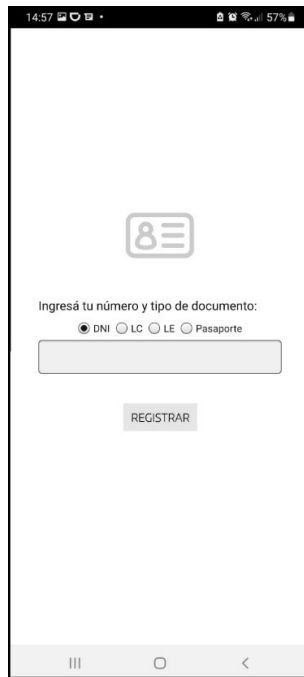 14:57 57%
Ingresá tu número y tipo de documento:
DNI LC LE Pasaporte
REGISTRAR